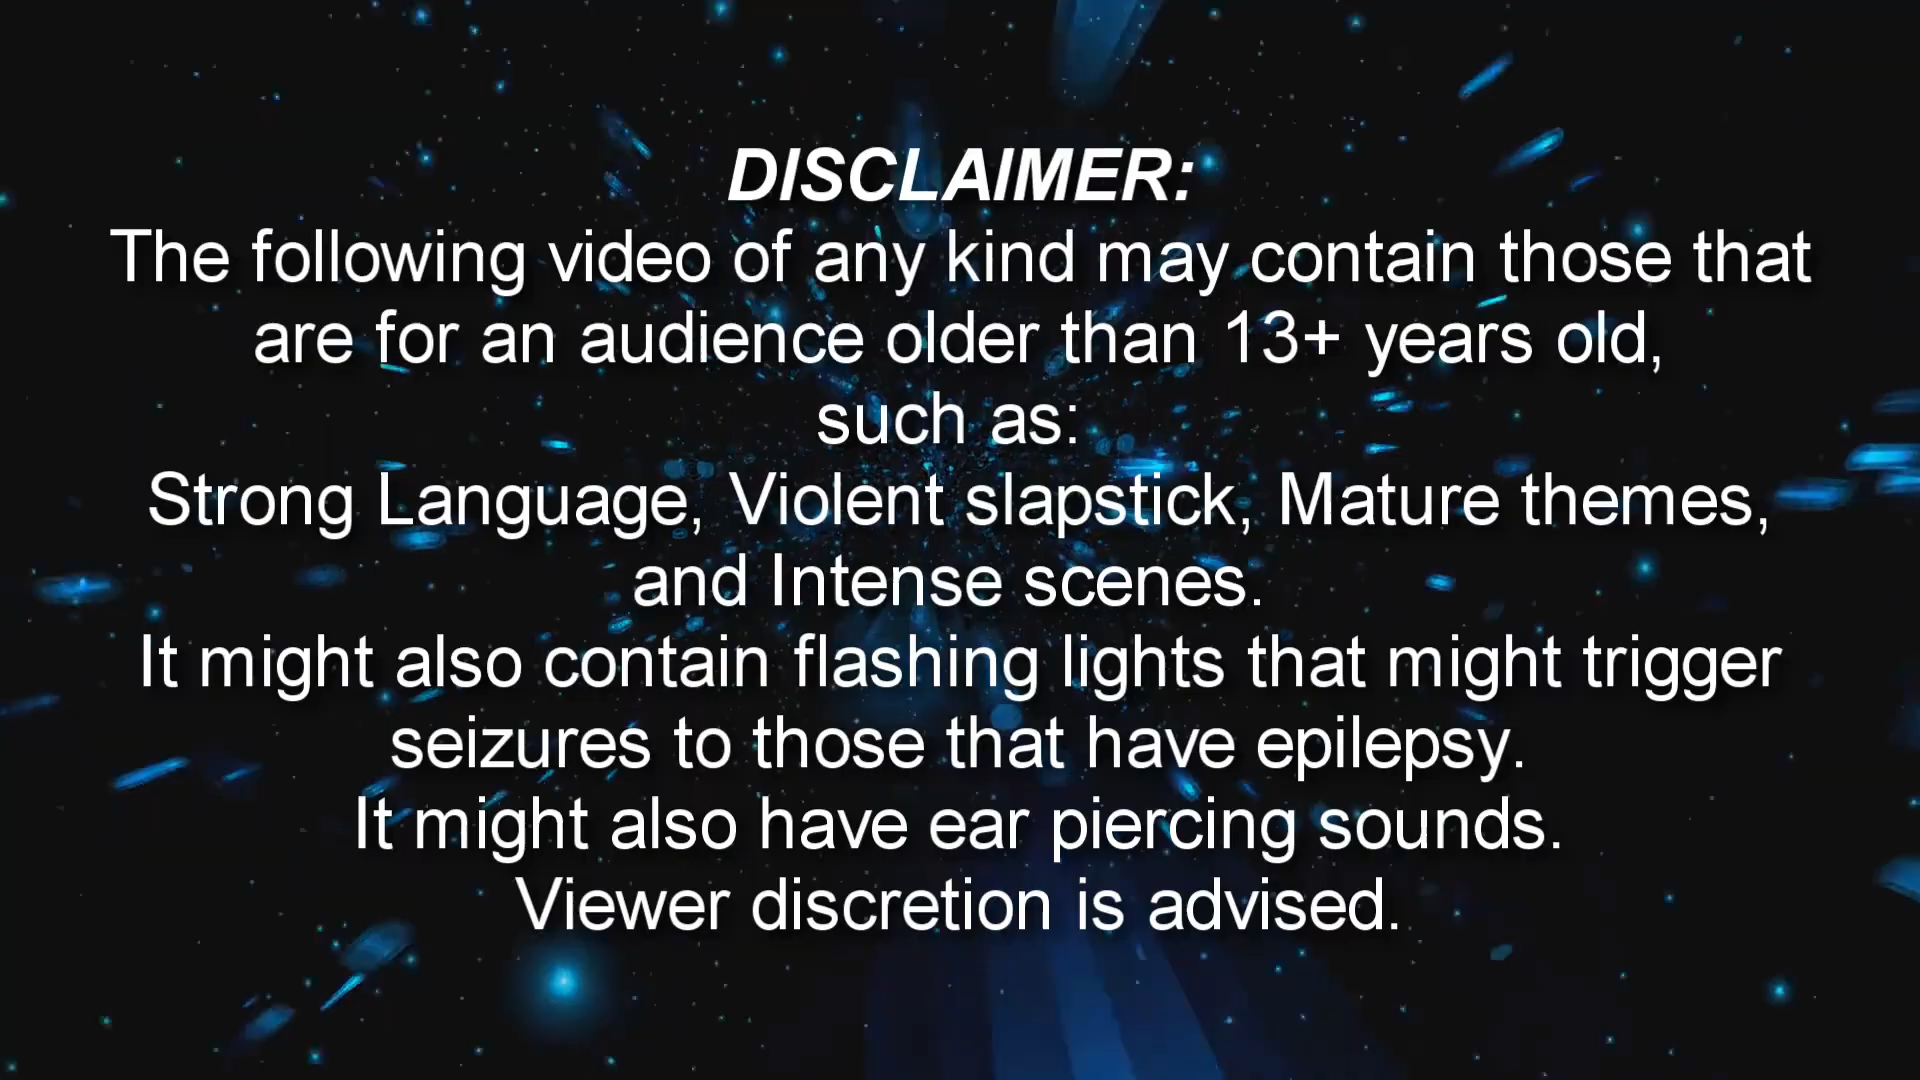 DISCLAIMER:
The following video of any kind may contain those that
are for an audience older than 13+ years old,
such as:
Strong Language, Violent slapstick, Mature themes,
and Intense scenes.
It might also contain flashing lights that might trigger
seizures to those that have epilepsy.
It might also have ear piercing sounds.
Viewer discretion is advised.